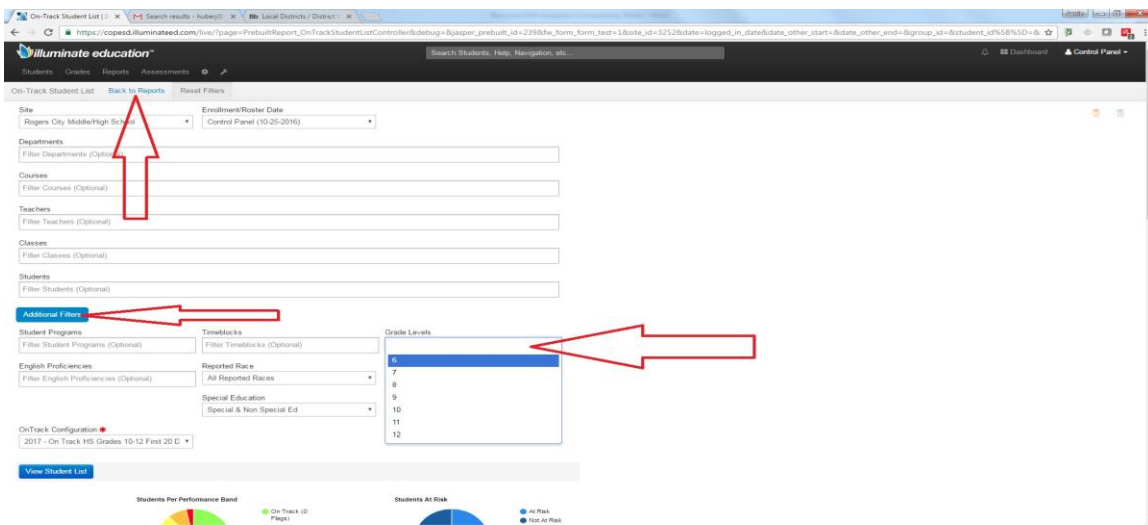 On-Track Student List |
Search results - huberj
Bb Local Districts / District
https://copesd.illuminateed.com/live/?page=PrebuiltReport_OnTrackStudentListController&debug=&jasper_prebuilt_id=239&fw_form_form_test=1&site_id=3252&date=logged_in_date&date_other_start=&date_other_end=&group_id=&student_id%5B%5D=&
illuminate education™
Search Students, Help, Navigation, etc...
Dashboard
Control Panel
Students Grades Reports Assessments
On-Track Student List Back to Reports Reset Filters
Site Enrollment/Roster Date
Rogers City Middle/High School Control Panel (10-25-2016)
Departments
Filter Departments (Optional)
Courses
Filter Courses (Optional)
Teachers
Filter Teachers (Optional)
Classes
Filter Classes (Optional)
Students
Filter Students (Optional)
Additional Filters
Student Programs Timeblocks Grade Levels
Filter Student Programs (Optional) Filter Timeblocks (Optional)
English Proficiencies Reported Race
Filter English Proficiencies (Optional) All Reported Races
Special Education
Special & Non Special Ed
6
7
8
9
10
11
12
OnTrack Configuration *
2017 - On Track HS Grades 10-12 First 20 D
View Student List
Students Per Performance Band Students At Risk
On Track (0
Flags)
At Risk
Not At Risk